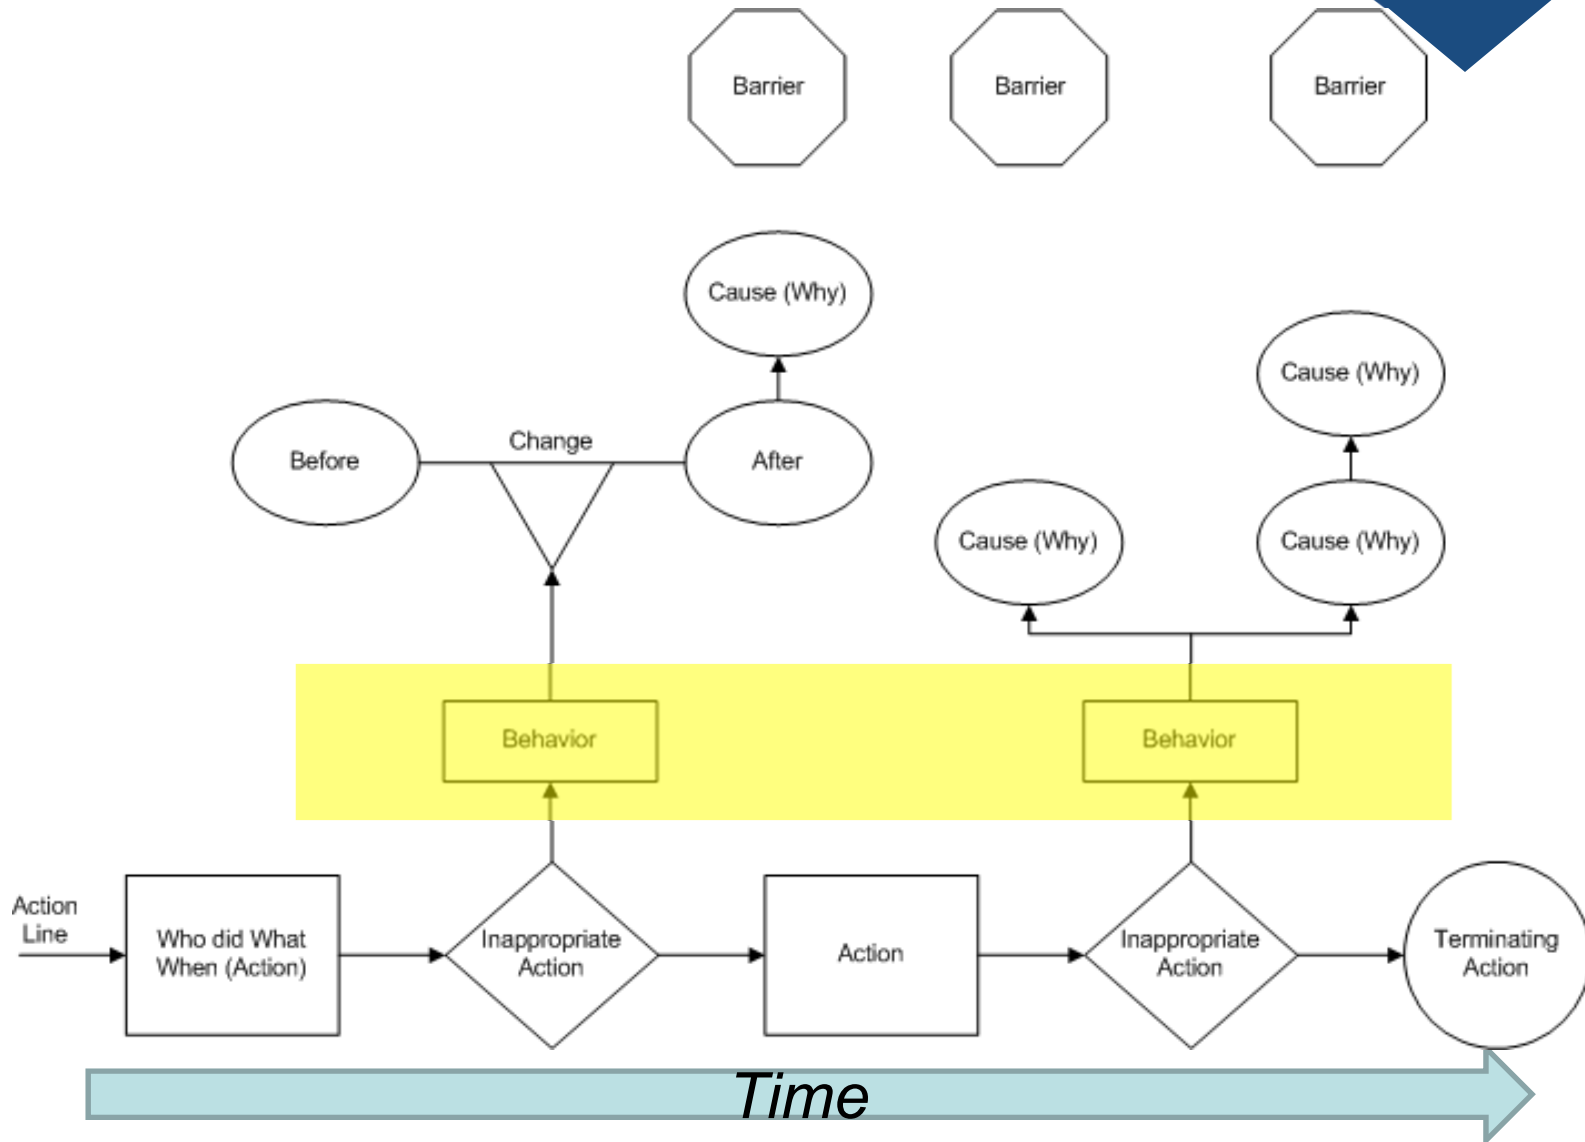 Barrier
Barrier
Barrier
Cause (Why)
Cause (Why)
Before
Change
After
Cause (Why)
Cause (Why)
Behavior
Behavior
Action
Line
Who did What
When (Action)
Inappropriate
Action
Action
Inappropriate
Action
Terminating
Action
Time